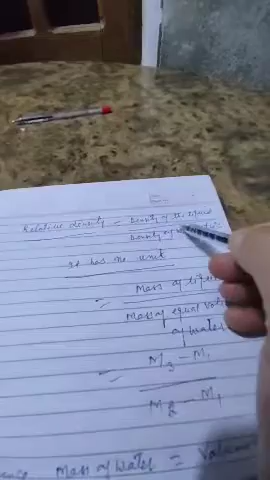 Relative density = Density of the liquid
Density of water
It has no unit
= Mass of liquid
Mass of equal volume
of water
= M3 - M1
M2 - M1
Mass of water = Volume